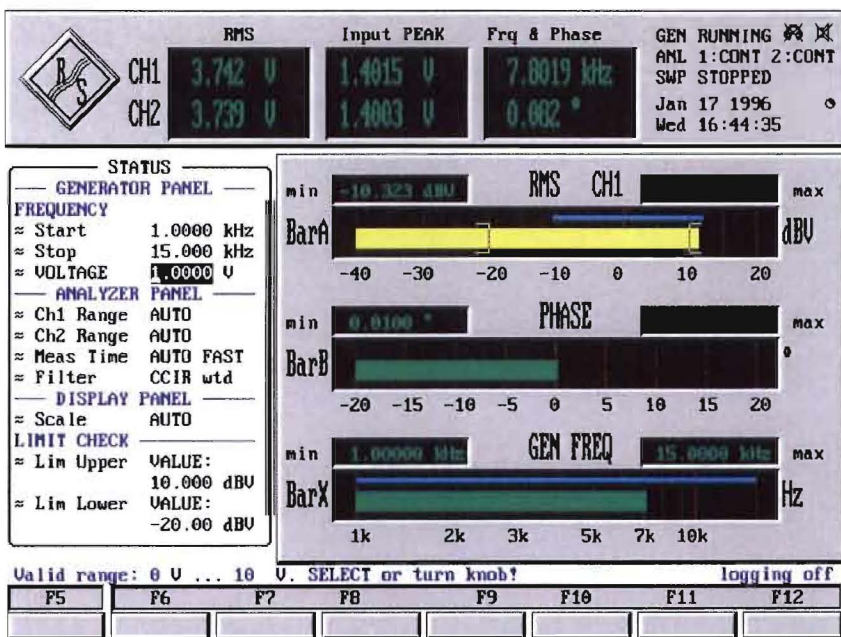 RMS Input PEAK Frq & Phase
R S
CH1 3.742 V 1.4015 V 7.8019 kHz
CH2 3.739 V 1.4003 V 0.082 °
GEN RUNNING
ANL 1:CONT 2:CONT
SWP STOPPED
Jan 17 1996
Wed 16:44:35
STATUS
GENERATOR PANEL
FREQUENCY
≈ Start 1.0000 kHz
≈ Stop 15.000 kHz
≈ VOLTAGE 1.0000 V
ANALYZER PANEL
≈ Ch1 Range AUTO
≈ Ch2 Range AUTO
≈ Meas Time AUTO FAST
≈ Filter CCIR wtd
DISPLAY PANEL
≈ Scale AUTO
LIMIT CHECK
≈ Lim Upper VALUE:
10.000 dBV
≈ Lim Lower VALUE:
-20.00 dBV
min -10.323 dBV RMS CH1 max
BarA dBV
-40 -30 -20 -10 0 10 20
min 0.0100 ° PHASE max
BarB °
-20 -15 -10 -5 0 5 10 15 20
min 1.00000 kHz GEN FREQ 15.0000 kHz max
BarX Hz
1k 2k 3k 5k 7k 10k
Valid range: 0 V ... 10 V. SELECT or turn knob! logging off
F5 F6 F7 F8 F9 F10 F11 F12